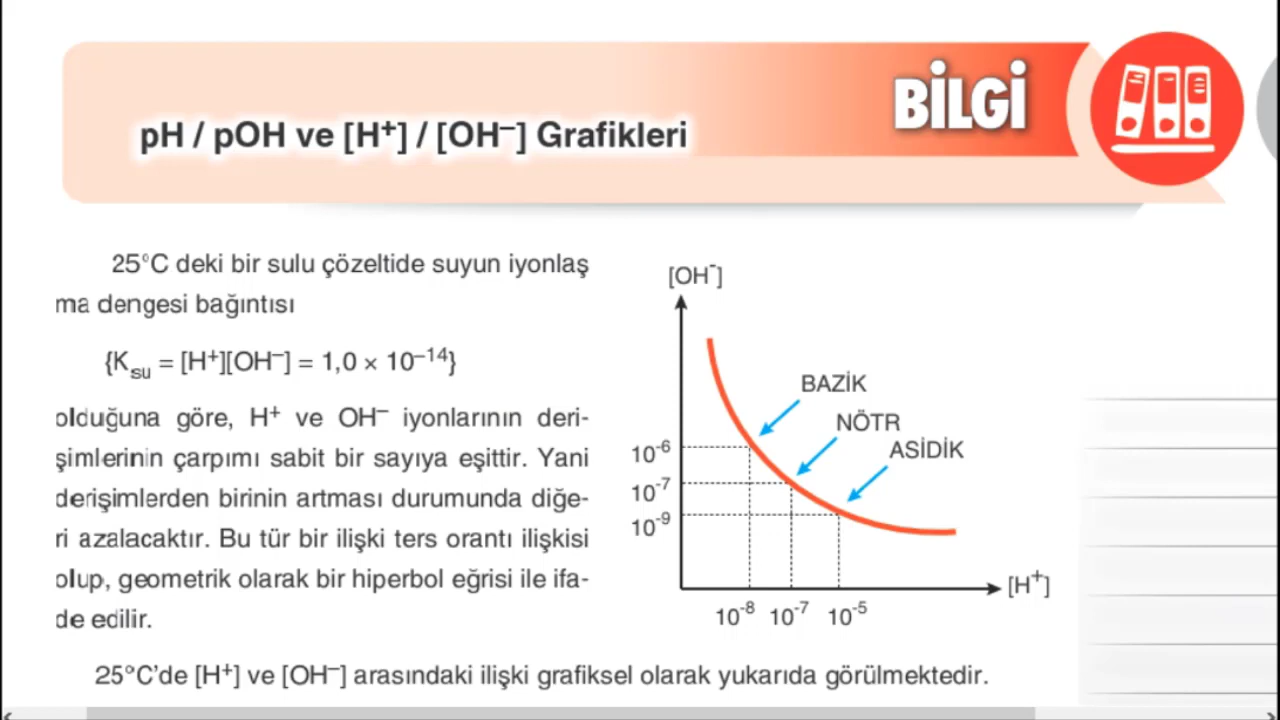 BİLGİ
pH / pOH ve [H⁺] / [OH⁻] Grafikleri
25°C deki bir sulu çözeltide suyun iyonlaş
ma dengesi bağıntısı
{Kₛᵤ = [H⁺][OH⁻] = 1,0 × 10⁻¹⁴}
olduğuna göre, H⁺ ve OH⁻ iyonlarının deri-
şimlerinin çarpımı sabit bir sayıya eşittir. Yani
derişimlerden birinin artması durumunda diğe-
ri azalacaktır. Bu tür bir ilişki ters orantı ilişkisi
olup, geometrik olarak bir hiperbol eğrisi ile ifa-
de edilir.
[OH⁻]
BAZİK
NÖTR
ASİDİK
10⁻⁶
10⁻⁷
10⁻⁹
[H⁺]
10⁻⁸ 10⁻⁷ 10⁻⁵
25°C'de [H⁺] ve [OH⁻] arasındaki ilişki grafiksel olarak yukarıda görülmektedir.